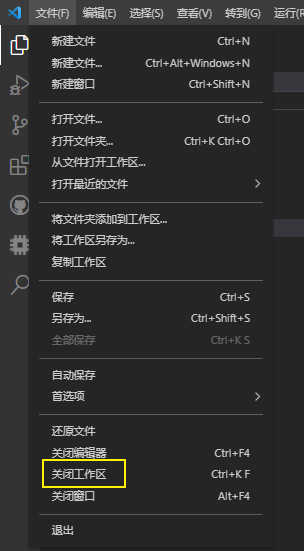 文件(F) 编辑(E) 选择(S) 查看(V) 转到(G) 运行(R
新建文件 Ctrl+N
新建文件... Ctrl+Alt+Windows+N
新建窗口 Ctrl+Shift+N
打开文件... Ctrl+O
打开文件夹... Ctrl+K Ctrl+O
从文件打开工作区...
打开最近的文件
将文件夹添加到工作区...
将工作区另存为...
复制工作区
保存 Ctrl+S
另存为... Ctrl+Shift+S
全部保存 Ctrl+K S
自动保存
首选项
还原文件
关闭编辑器 Ctrl+F4
关闭工作区 Ctrl+K F
关闭窗口 Alt+F4
退出